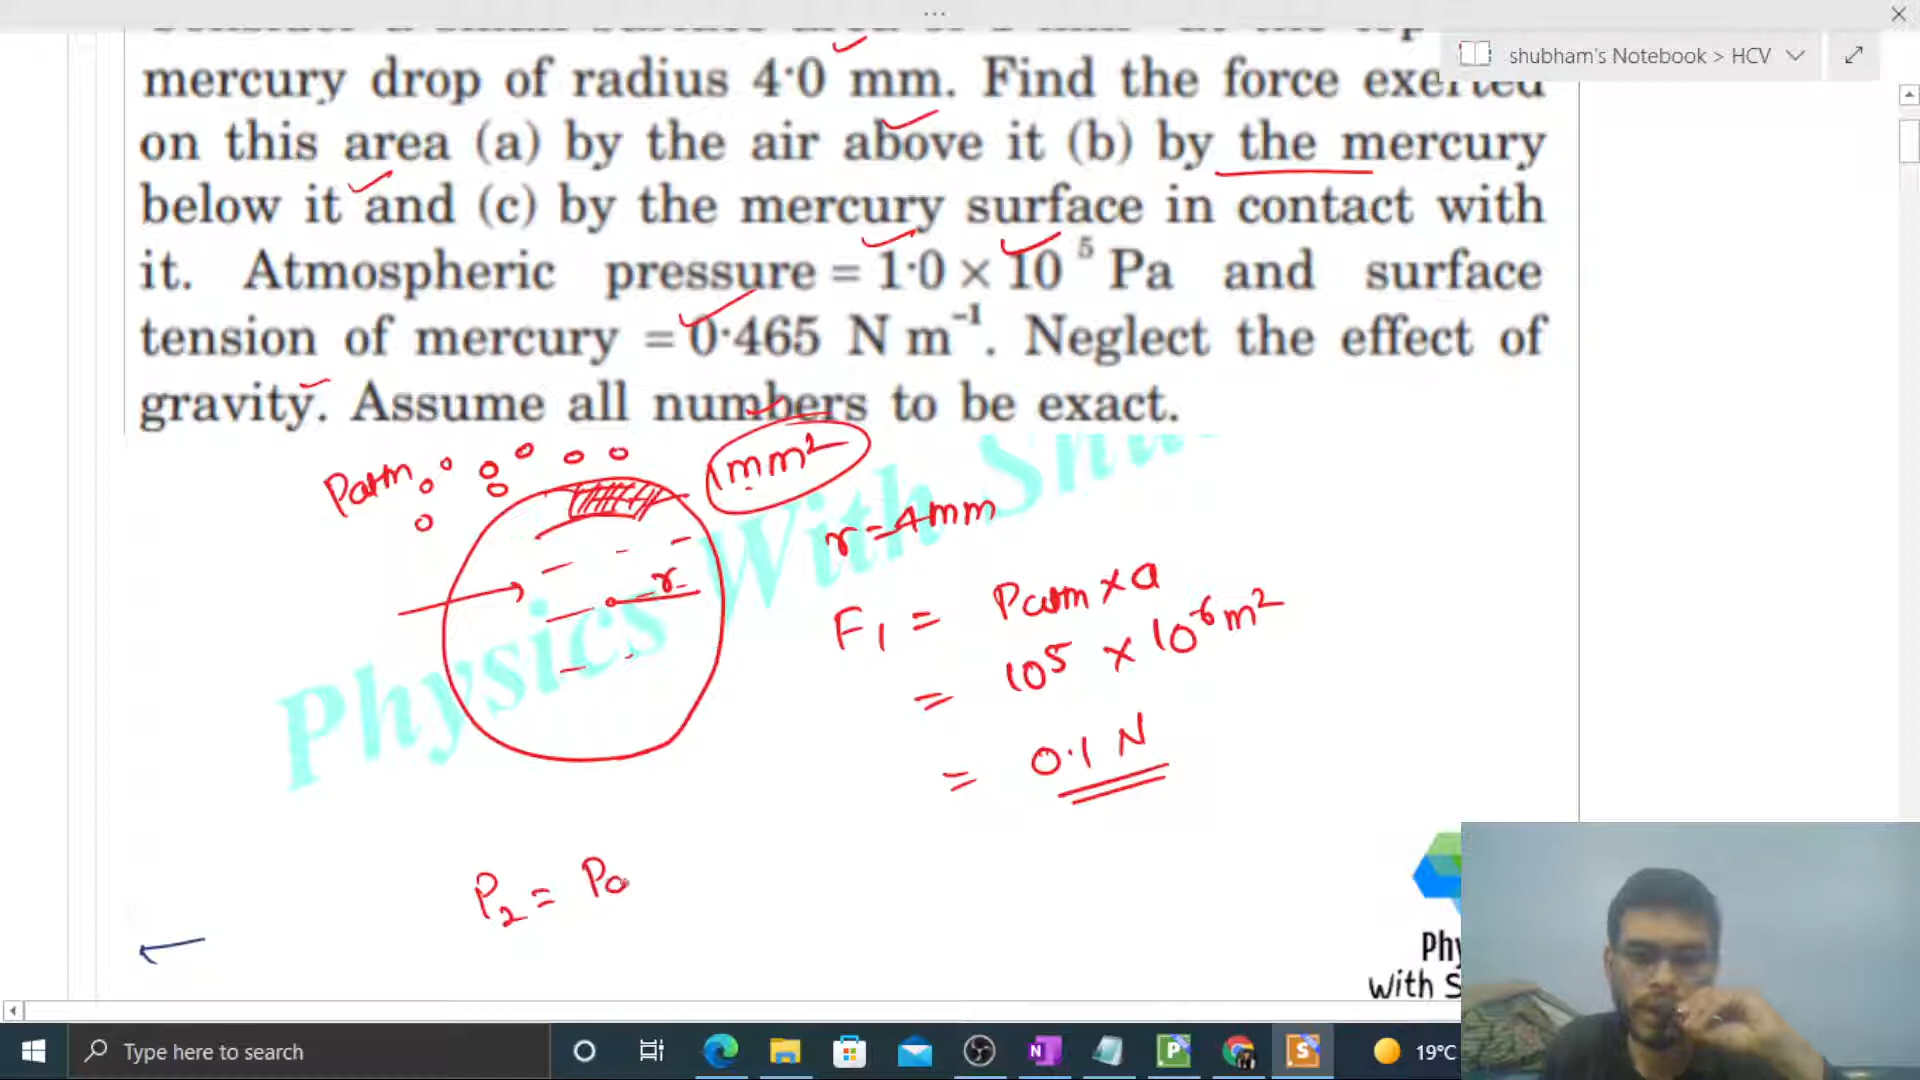 shubham's Notebook > HCV
mercury drop of radius 4·0 mm. Find the force exerted
on this area (a) by the air above it (b) by the mercury
below it and (c) by the mercury surface in contact with
it. Atmospheric pressure = 1·0 × 10⁵ Pa and surface
tension of mercury = 0·465 N m⁻¹. Neglect the effect of
gravity. Assume all numbers to be exact.
Patm
1mm²
r
r = 4mm
F₁ = Patm × a
= 10⁵ × 10⁻⁶ m²
= 0.1 N
P₂ = Pa
Physics With Shu
Phy
With S
Type here to search
19°C